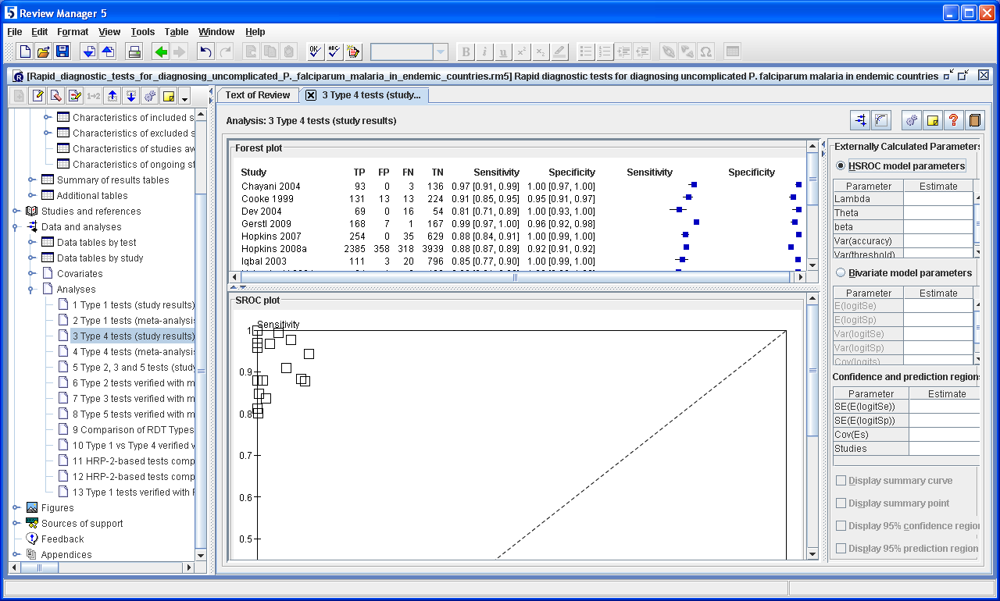 Review Manager 5
File Edit Format View Tools Table Window Help
[Rapid_diagnostic_tests_for_diagnosing_uncomplicated_P._falciparum_malaria_in_endemic_countries.rm5] Rapid diagnostic tests for diagnosing uncomplicated P. falciparum malaria in endemic countries
Characteristics of included s
Characteristics of excluded s
Characteristics of studies aw
Characteristics of ongoing st
Summary of results tables
Additional tables
Studies and references
Data and analyses
Data tables by test
Data tables by study
Covariates
Analyses
1 Type 1 tests (study results)
2 Type 1 tests (meta-analysis
3 Type 4 tests (study results)
4 Type 4 tests (meta-analysis
5 Type 2, 3 and 5 tests (study
6 Type 2 tests verified with m
7 Type 3 tests verified with m
8 Type 5 tests verified with m
9 Comparison of RDT Types
10 Type 1 vs Type 4 verified v
11 HRP-2-based tests comp
12 HRP-2-based tests comp
13 Type 1 tests verified with F
Figures
Sources of support
Feedback
Appendices
Text of Review
3 Type 4 tests (study...
Analysis: 3 Type 4 tests (study results)
Forest plot
Study TP FP FN TN Sensitivity Specificity Sensitivity Specificity
Chayani 2004 93 0 3 136 0.97 [0.91, 0.99] 1.00 [0.97, 1.00]
Cooke 1999 131 13 13 224 0.91 [0.85, 0.95] 0.95 [0.91, 0.97]
Dev 2004 69 0 16 54 0.81 [0.71, 0.89] 1.00 [0.93, 1.00]
Gerstl 2009 168 7 1 167 0.99 [0.97, 1.00] 0.96 [0.92, 0.98]
Hopkins 2007 254 0 35 629 0.88 [0.84, 0.91] 1.00 [0.99, 1.00]
Hopkins 2008a 2385 358 318 3939 0.88 [0.87, 0.89] 0.92 [0.91, 0.92]
Iqbal 2003 111 3 20 796 0.85 [0.77, 0.90] 1.00 [0.99, 1.00]
SROC plot
Sensitivity
1
0.9
0.8
0.7
0.6
0.5
Externally Calculated Parameters
HSROC model parameters
Parameter Estimate
Lambda
Theta
beta
Var(accuracy)
Var(threshold)
Bivariate model parameters
Parameter Estimate
E(logitSe)
E(logitSp)
Var(logitSe)
Var(logitSp)
Cov(logits)
Confidence and prediction regions
Parameter Estimate
SE(E(logitSe))
SE(E(logitSp))
Cov(Es)
Studies
Display summary curve
Display summary point
Display 95% confidence region
Display 95% prediction region